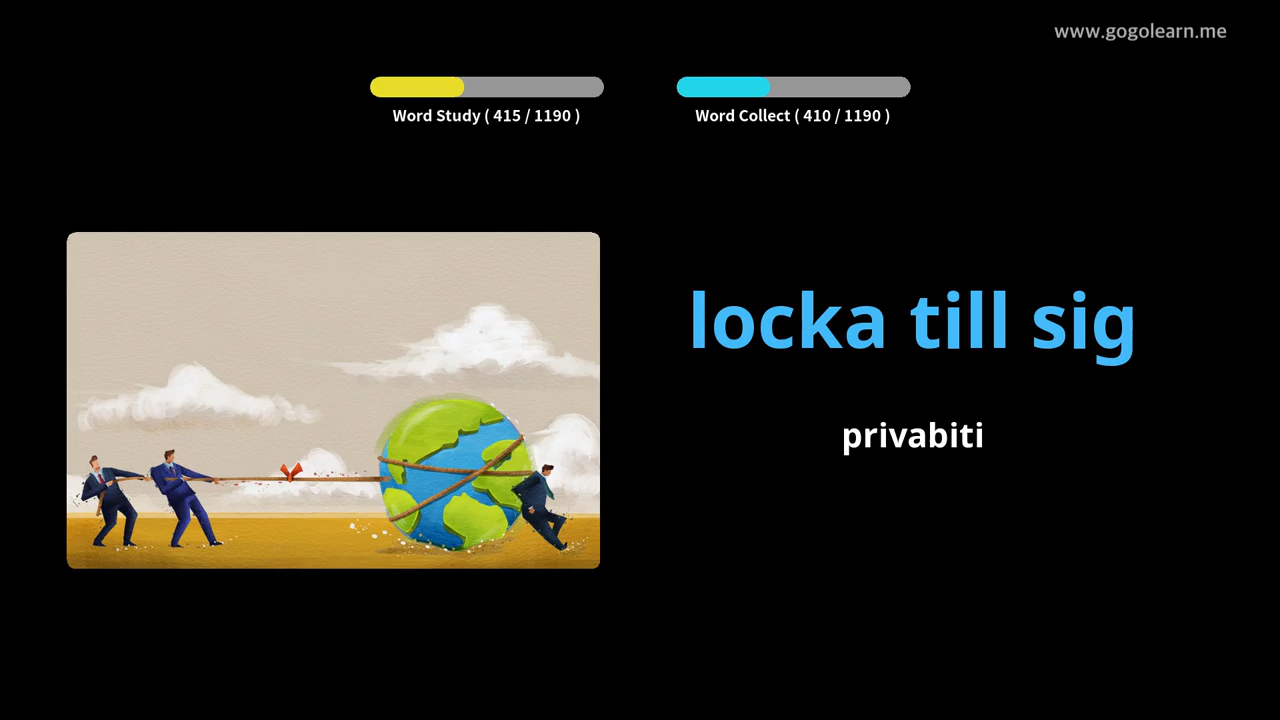 www.gogolearn.me
Word Study ( 415 / 1190 )
Word Collect ( 410 / 1190 )
locka till sig
privabiti